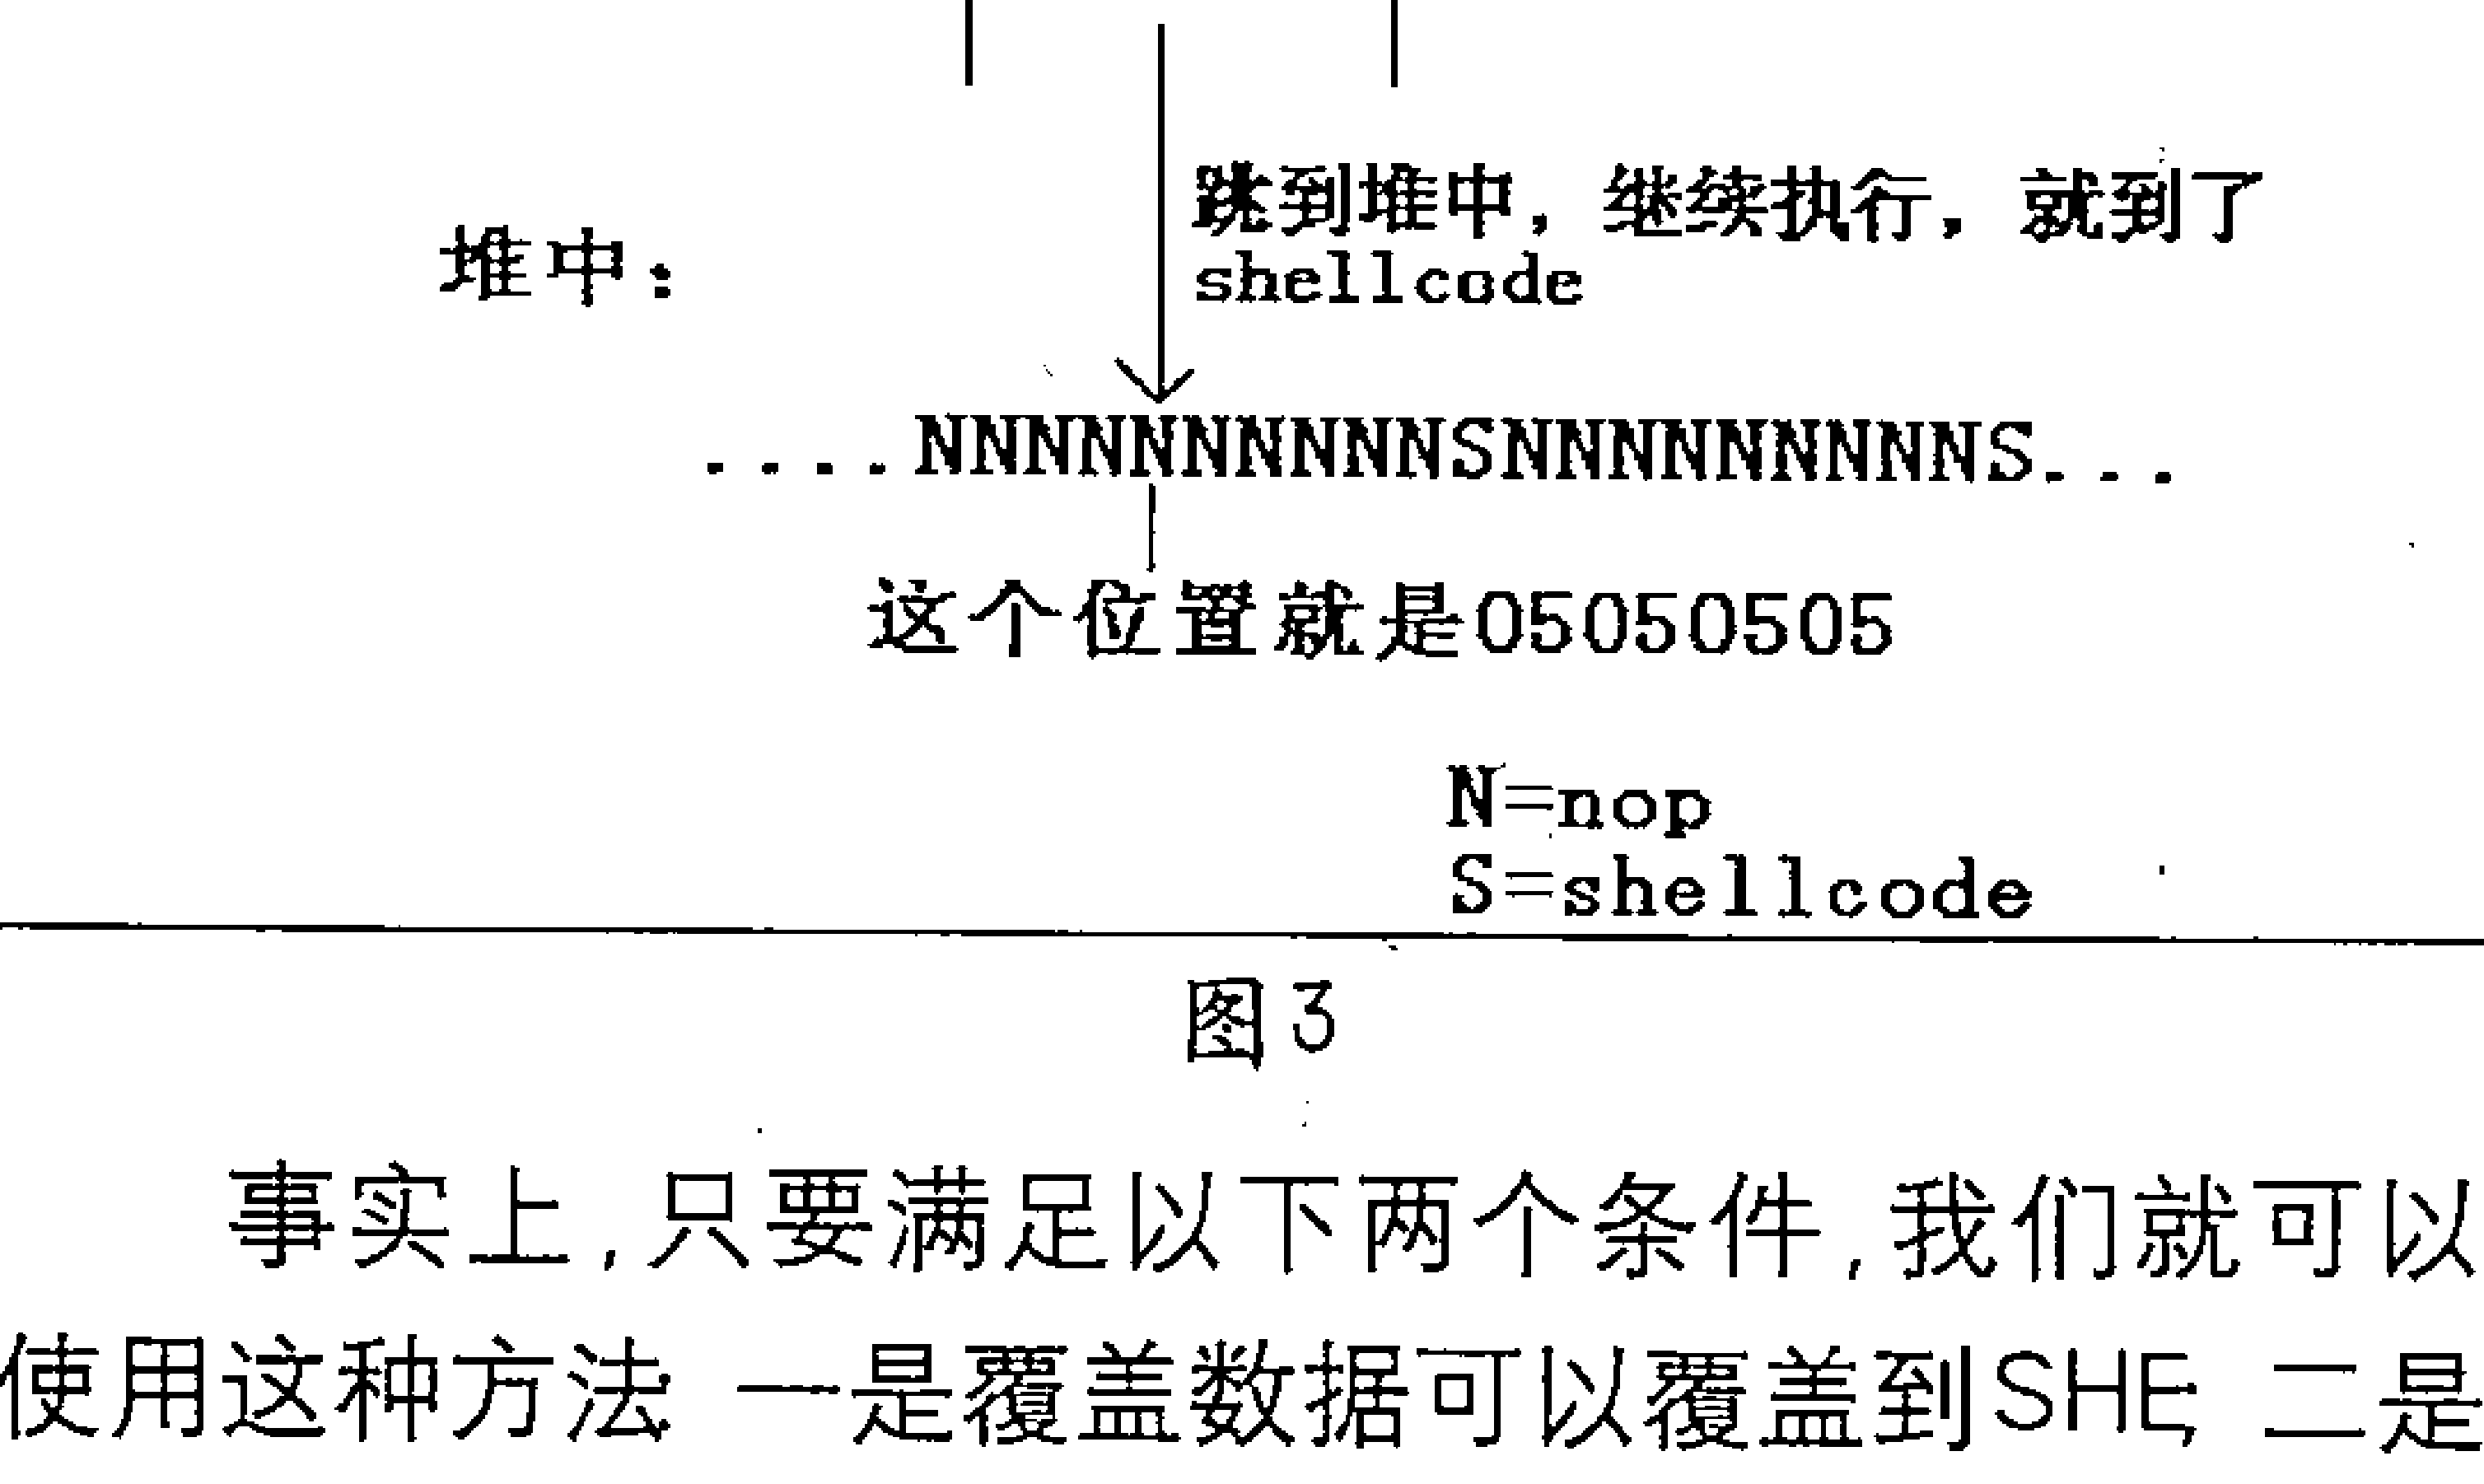 跳到堆中，继续执行，就到了
shellcode
堆中：
....NNNNNNNNNNSNNNNNNNNNS...
这个位置就是05050505
N=nop
S=shellcode
图3
事实上,只要满足以下两个条件,我们就可以
使用这种方法 一是覆盖数据可以覆盖到SHE, 二是